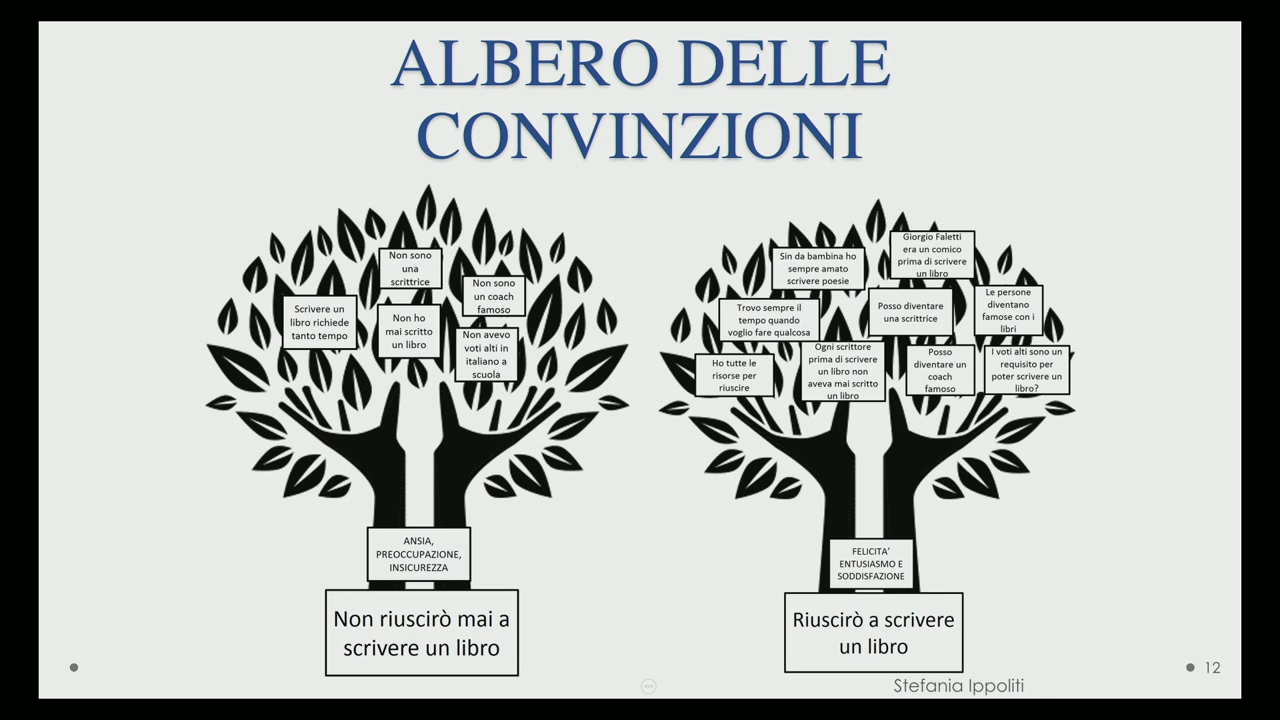 ALBERO DELLE
CONVINZIONI
Non sono
una
scrittrice
Non sono
un coach
famoso
Scrivere un
libro richiede
tanto tempo
Non ho
mai scritto
un libro
Non avevo
voti alti in
italiano a
scuola
ANSIA,
PREOCCUPAZIONE,
INSICUREZZA
Non riuscirò mai a
scrivere un libro
Sin da bambina ho
sempre amato
scrivere poesie
Giorgio Faletti
era un comico
prima di scrivere
un libro
Trovo sempre il
tempo quando
voglio fare qualcosa
Posso diventare
una scrittrice
Le persone
diventano
famose con i
libri
Ho tutte le
risorse per
riuscire
Ogni scrittore
prima di scrivere
un libro non
aveva mai scritto
un libro
Posso
diventare un
coach
famoso
I voti alti sono un
requisito per
poter scrivere un
libro?
FELICITA'
ENTUSIASMO E
SODDISFAZIONE
Riuscirò a scrivere
un libro
Stefania Ippoliti
12